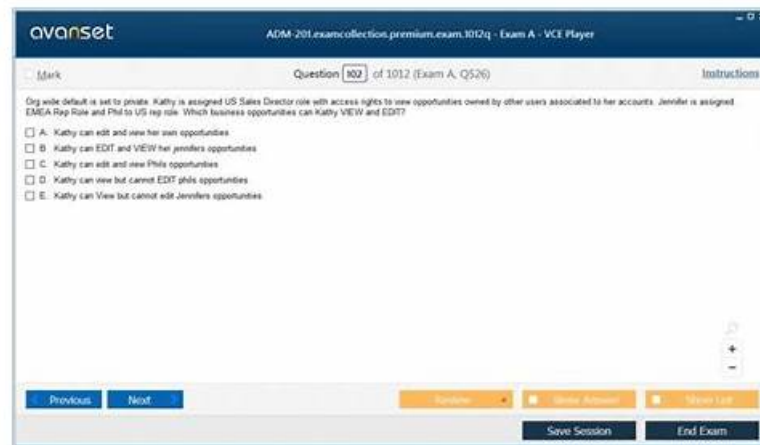 avanset
ADM-201.examcollection.premium.exam.1012q - Exam A - VCE Player
Mark
Question 102 of 1012 (Exam A, Q526)
Instructions
Org wide default is set to private. Kathy is assigned US Sales Director role with access rights to view opportunities owned by other users associated to her accounts. Jennifer is assigned
EMEA Rep Role and Phil to US rep role. Which business opportunities can Kathy VIEW and EDIT?
A. Kathy can edit and view her own opportunities
B. Kathy can EDIT and VIEW her jennifers opportunities
C. Kathy can edit and view Phils opportunities
D. Kathy can view but cannot EDIT phils opportunities
E. Kathy can View but cannot edit Jennifers opportunities
Previous
Next
Review
Show Answer
Show List
Save Session
End Exam